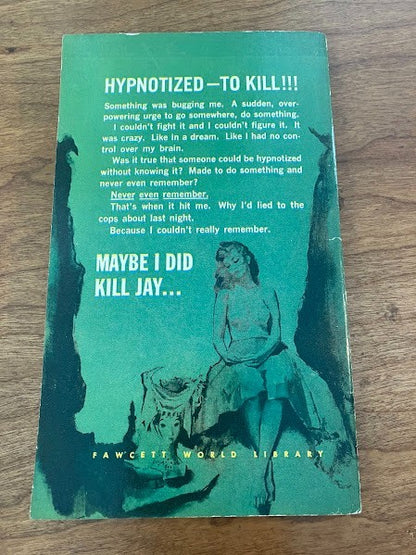 HYPNOTIZED—TO KILL!!!
Something was bugging me. A sudden, over-
powering urge to go somewhere, do something.
I couldn't fight it and I couldn't figure it. It
was crazy. Like in a dream. Like I had no con-
trol over my brain.
Was it true that someone could be hypnotized
without knowing it? Made to do something and
never even remember?
Never even remember.
That's when it hit me. Why I'd lied to the
cops about last night.
Because I couldn't really remember.
MAYBE I DID
KILL JAY...
FAWCETT WORLD LIBRARY